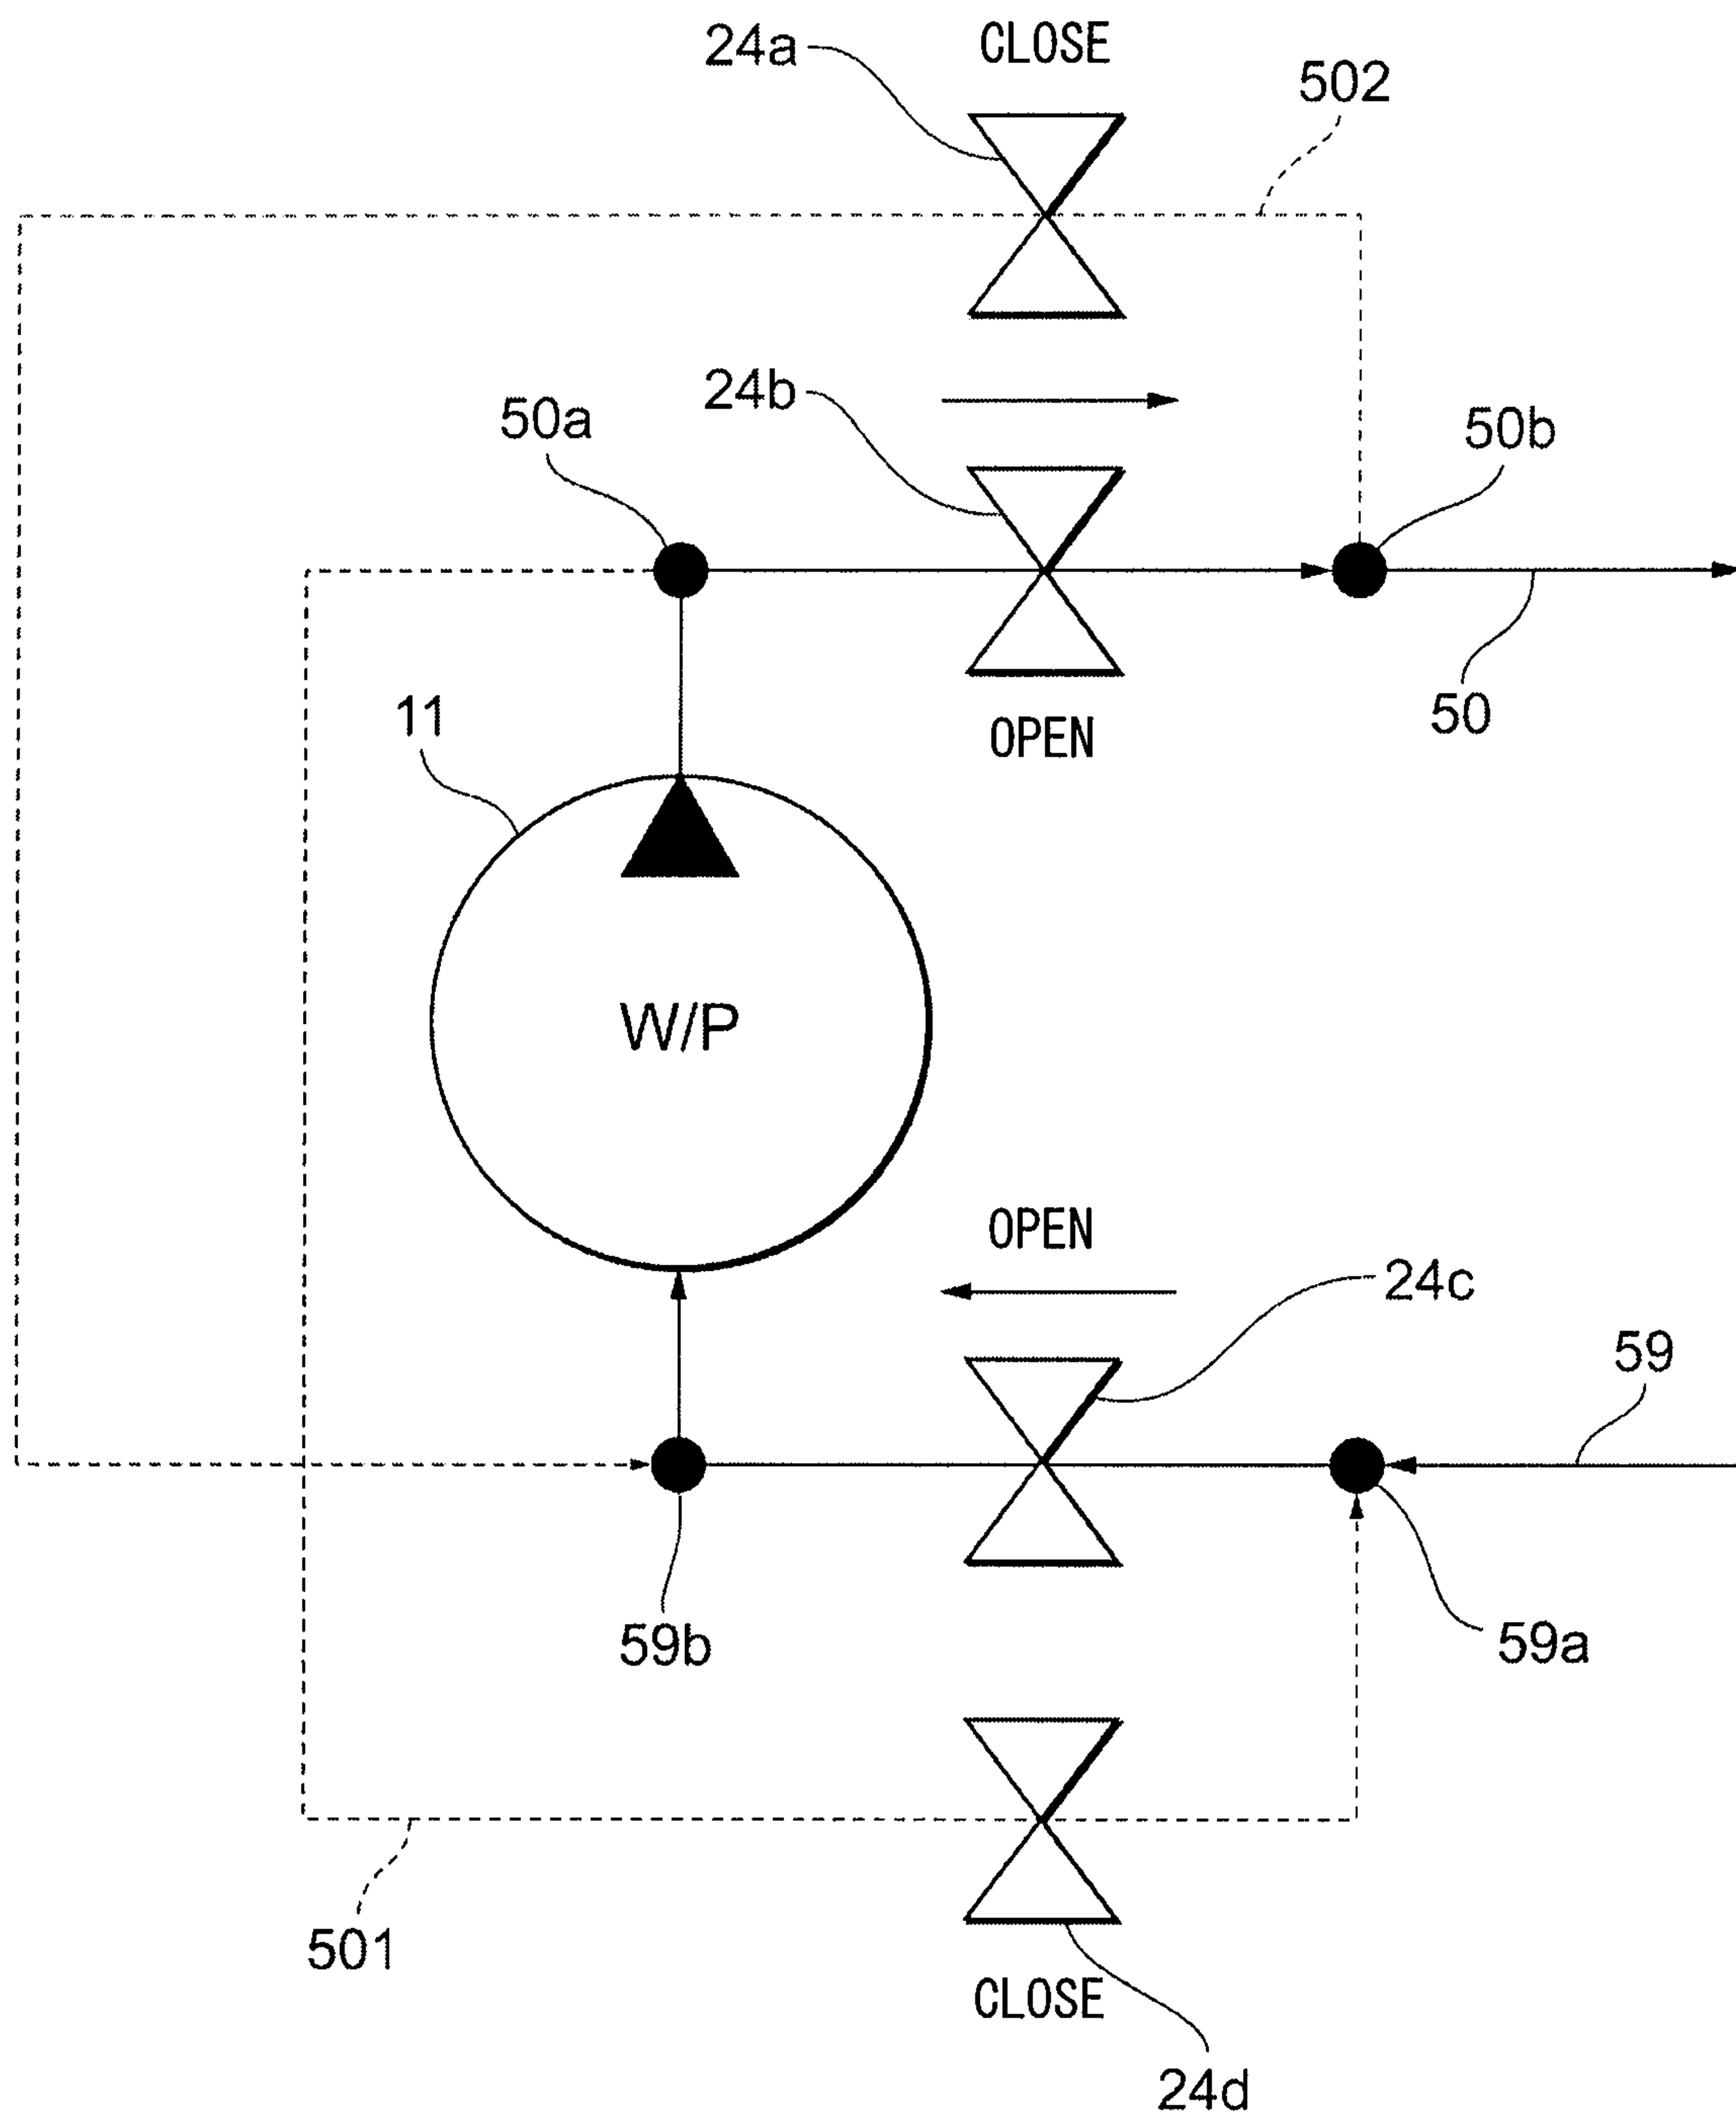 24a
CLOSE
502
24b
50a
50b
50
OPEN
11
W/P
OPEN
24c
59
59b
59a
501
CLOSE
24d